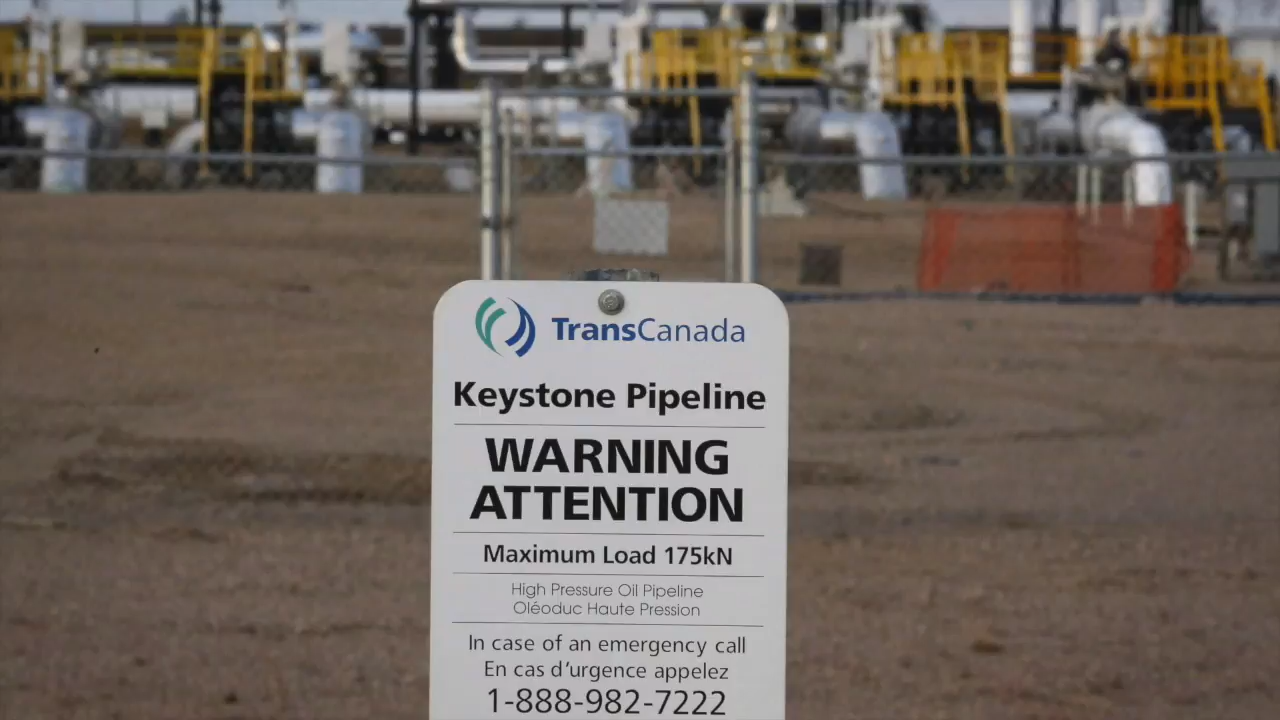 TransCanada
Keystone Pipeline
WARNING
ATTENTION
Maximum Load 175kN
High Pressure Oil Pipeline
Oléoduc Haute Pression
In case of an emergency call
En cas d'urgence appelez
1-888-982-7222